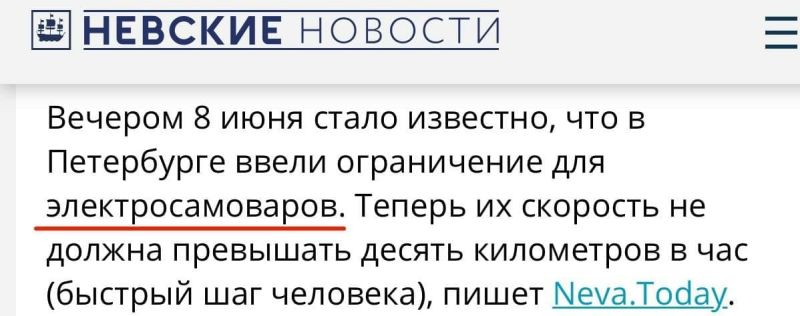 НЕВСКИЕ НОВОСТИ
Вечером 8 июня стало известно, что в
Петербурге ввели ограничение для
электросамоваров. Теперь их скорость не
должна превышать десять километров в час
(быстрый шаг человека), пишет Neva.Today.